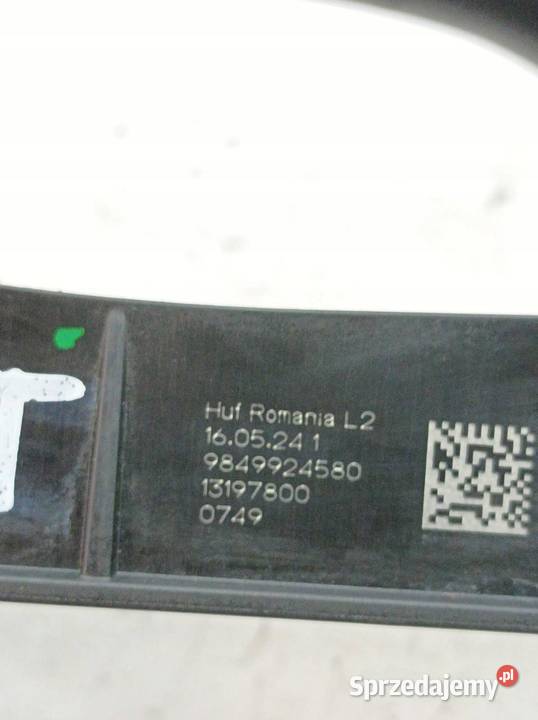 Huf Romania L2
16.05.24 1
9849924580
13197800
0749
Sprzedajemy.pl